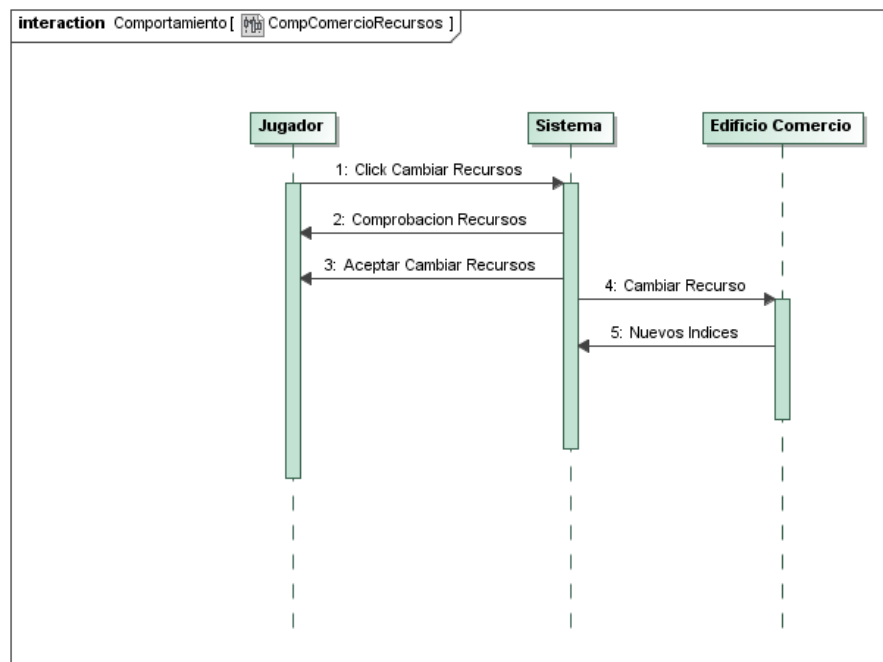 interaction Comportamiento [ CompComercioRecursos ]
Jugador
Sistema
Edificio Comercio
1: Click Cambiar Recursos
2: Comprobacion Recursos
3: Aceptar Cambiar Recursos
4: Cambiar Recurso
5: Nuevos Indices